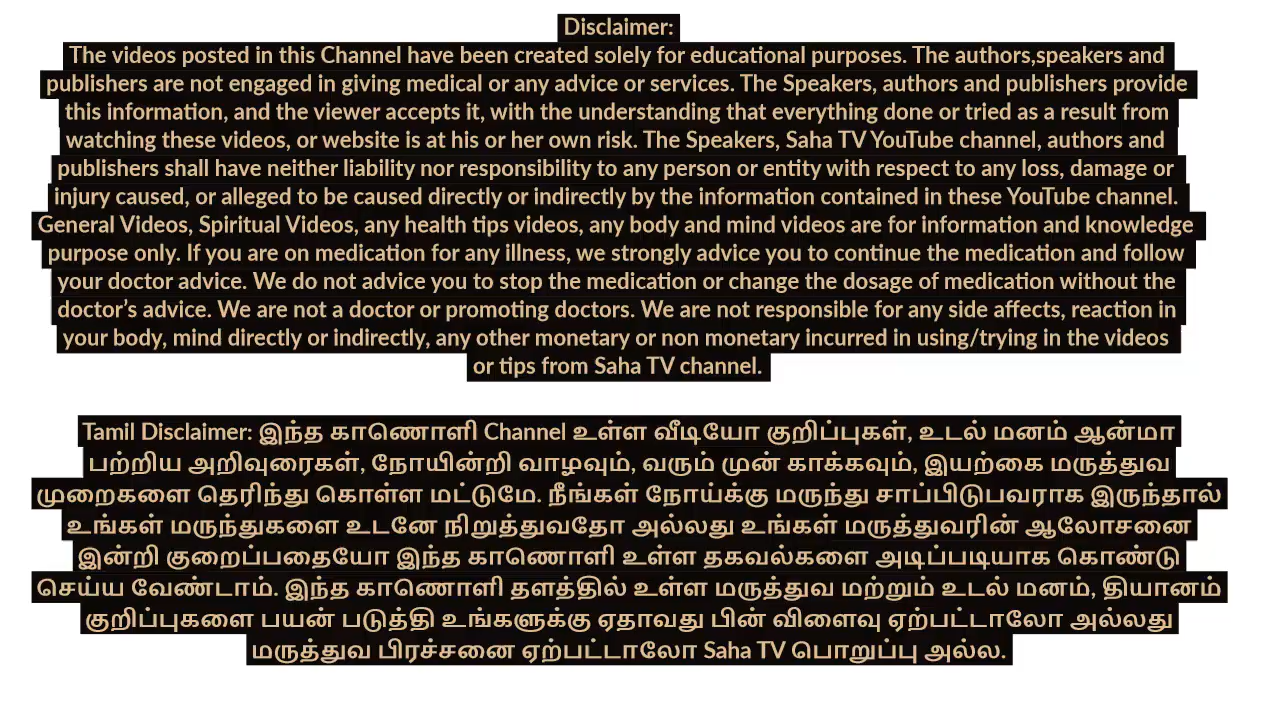 Disclaimer:
The videos posted in this Channel have been created solely for educational purposes. The authors,speakers and
publishers are not engaged in giving medical or any advice or services. The Speakers, authors and publishers provide
this information, and the viewer accepts it, with the understanding that everything done or tried as a result from
watching these videos, or website is at his or her own risk. The Speakers, Saha TV YouTube channel, authors and
publishers shall have neither liability nor responsibility to any person or entity with respect to any loss, damage or
injury caused, or alleged to be caused directly or indirectly by the information contained in these YouTube channel.
General Videos, Spiritual Videos, any health tips videos, any body and mind videos are for information and knowledge
purpose only. If you are on medication for any illness, we strongly advice you to continue the medication and follow
your doctor advice. We do not advice you to stop the medication or change the dosage of medication without the
doctor’s advice. We are not a doctor or promoting doctors. We are not responsible for any side affects, reaction in
your body, mind directly or indirectly, any other monetary or non monetary incurred in using/trying in the videos
or tips from Saha TV channel.
Tamil Disclaimer: இந்த காணொளி Channel உள்ள வீடியோ குறிப்புகள், உடல் மனம் ஆன்மா
பற்றிய அறிவுரைகள், நோயின்றி வாழவும், வரும் முன் காக்கவும், இயற்கை மருத்துவ
முறைகளை தெரிந்து கொள்ள மட்டுமே. நீங்கள் நோய்க்கு மருந்து சாப்பிடுபவராக இருந்தால்
உங்கள் மருந்துகளை உடனே நிறுத்துவதோ அல்லது உங்கள் மருத்துவரின் ஆலோசனை
இன்றி குறைப்பதையோ இந்த காணொளி உள்ள தகவல்களை அடிப்படியாக கொண்டு
செய்ய வேண்டாம். இந்த காணொளி தளத்தில் உள்ள மருத்துவ மற்றும் உடல் மனம், தியானம்
குறிப்புகளை பயன் படுத்தி உங்களுக்கு ஏதாவது பின் விளைவு ஏற்பட்டாலோ அல்லது
மருத்துவ பிரச்சனை ஏற்பட்டாலோ Saha TV பொறுப்பு அல்ல.